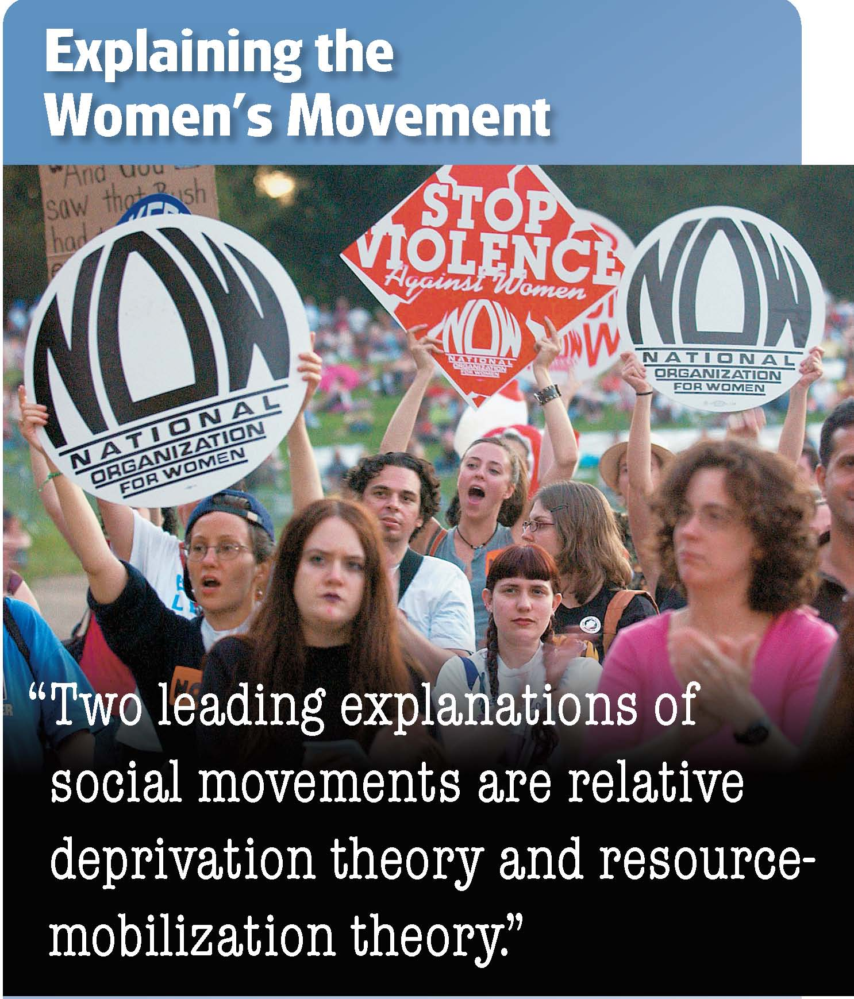 Explaining the
Women's Movement
"And God
saw that Bush
had
STOP
VIOLENCE
Against Women
NOW
NATIONAL
ORGANIZATION
FOR WOMEN
NOW
NATIONAL
ORGANIZATION
FOR WOMEN
NOW
NATIONAL
ORGANIZATION
FOR WOMEN
“Two leading explanations of
social movements are relative
deprivation theory and resource-
mobilization theory.”